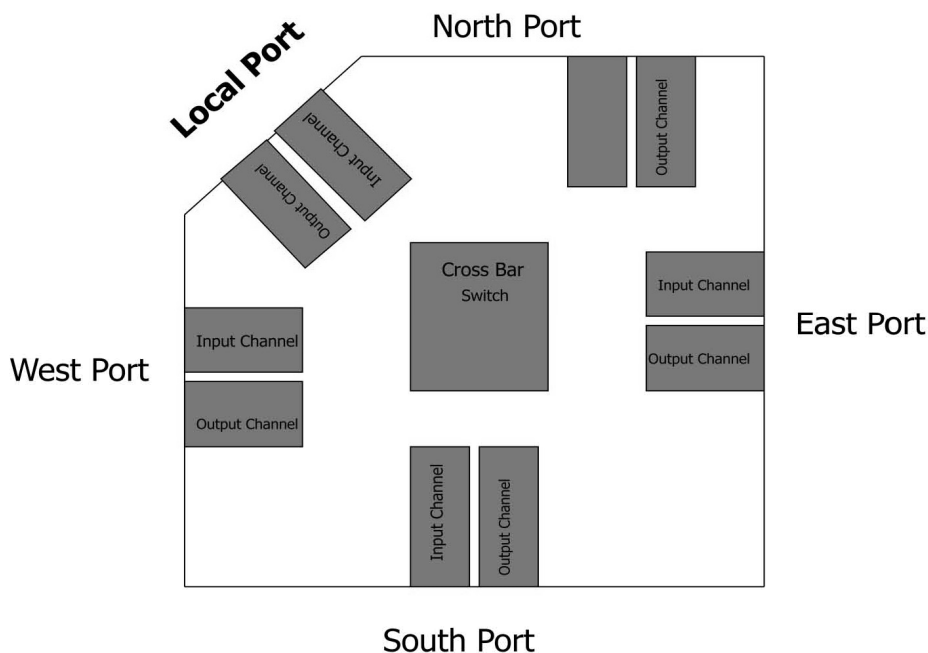 North Port
Local Port
Output Channel
Input Channel
Output Channel
Cross Bar
Switch
Input Channel
Output Channel
East Port
Input Channel
Output Channel
West Port
Input Channel
Output Channel
South Port